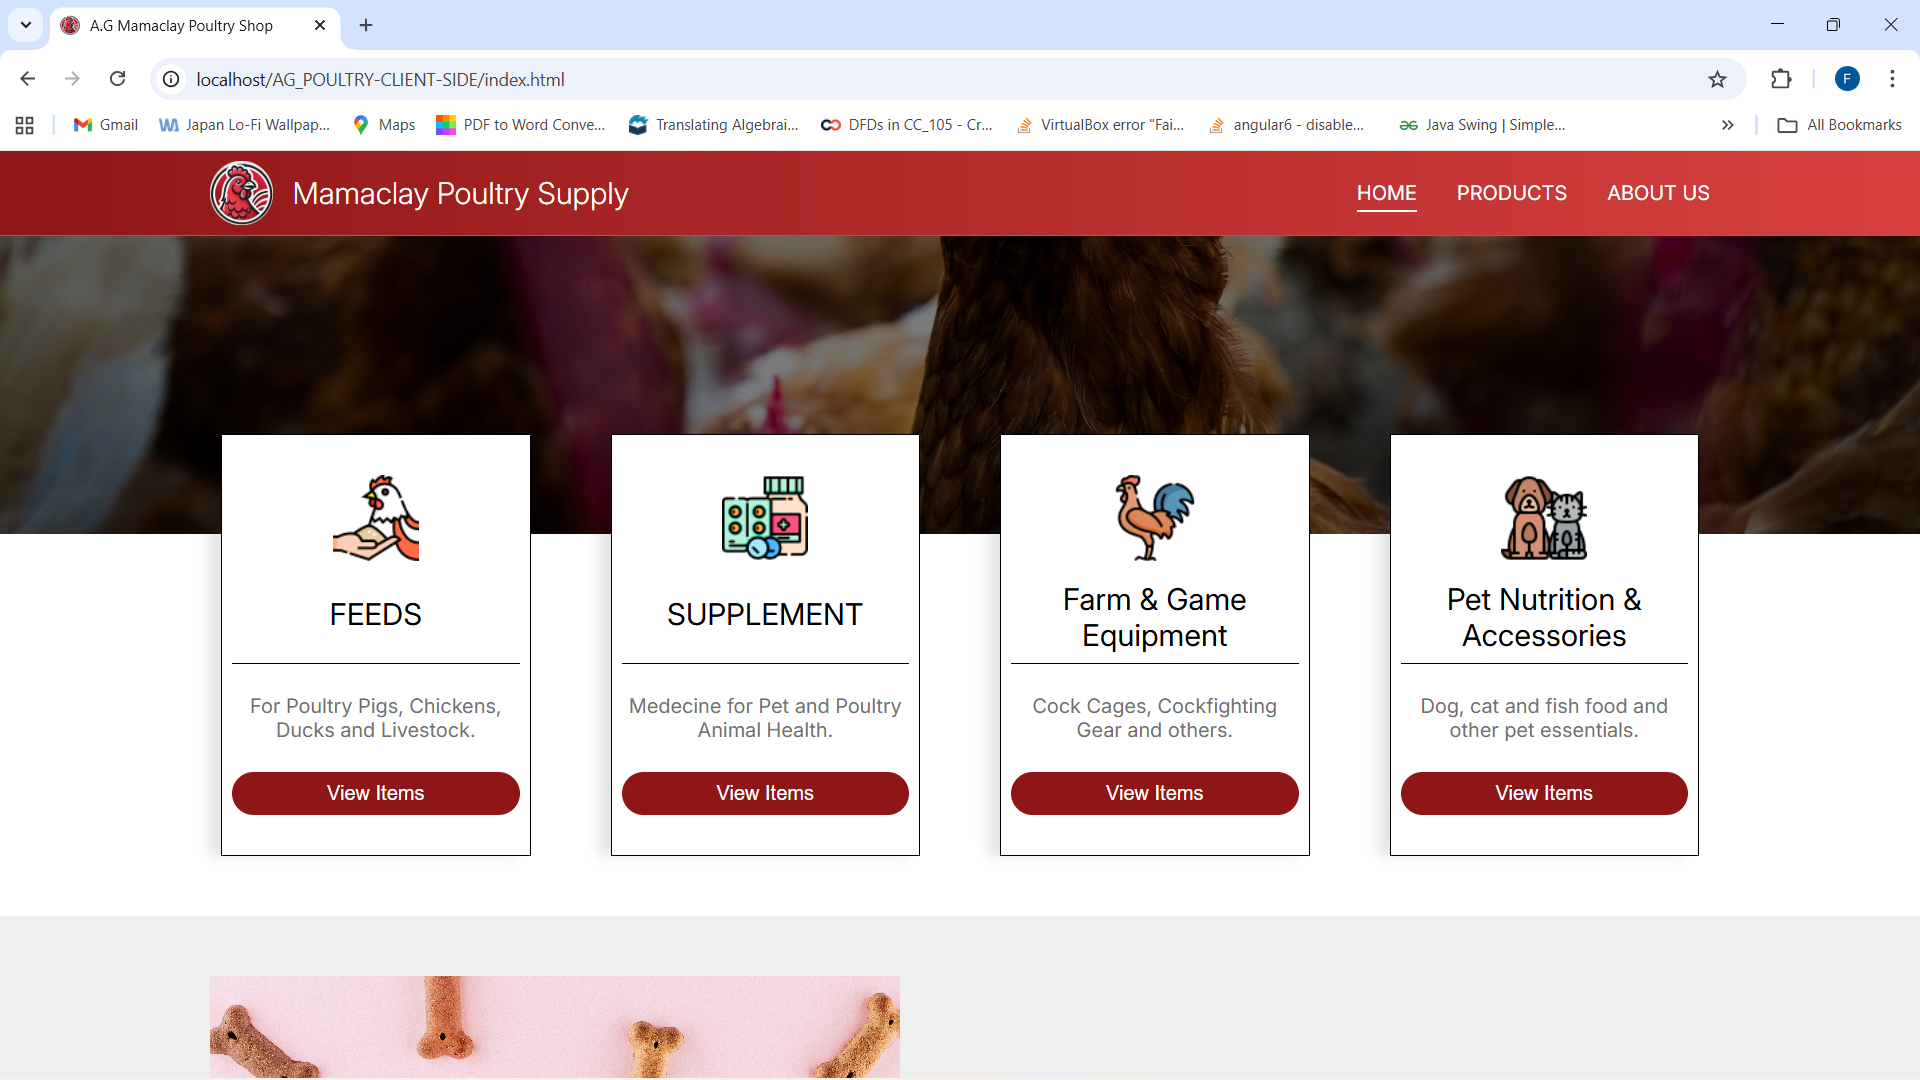 A.G Mamaclay Poultry Shop
localhost/AG_POULTRY-CLIENT-SIDE/index.html
F
Gmail
Japan Lo-Fi Wallpap...
Maps
PDF to Word Conve...
Translating Algebrai...
DFDs in CC_105 - Cr...
VirtualBox error "Fai...
angular6 - disable...
Java Swing | Simple...
All Bookmarks
Mamaclay Poultry Supply
HOME
PRODUCTS
ABOUT US
FEEDS
For Poultry Pigs, Chickens,
Ducks and Livestock.
View Items
SUPPLEMENT
Medecine for Pet and Poultry
Animal Health.
View Items
Farm & Game
Equipment
Cock Cages, Cockfighting
Gear and others.
View Items
Pet Nutrition &
Accessories
Dog, cat and fish food and
other pet essentials.
View Items